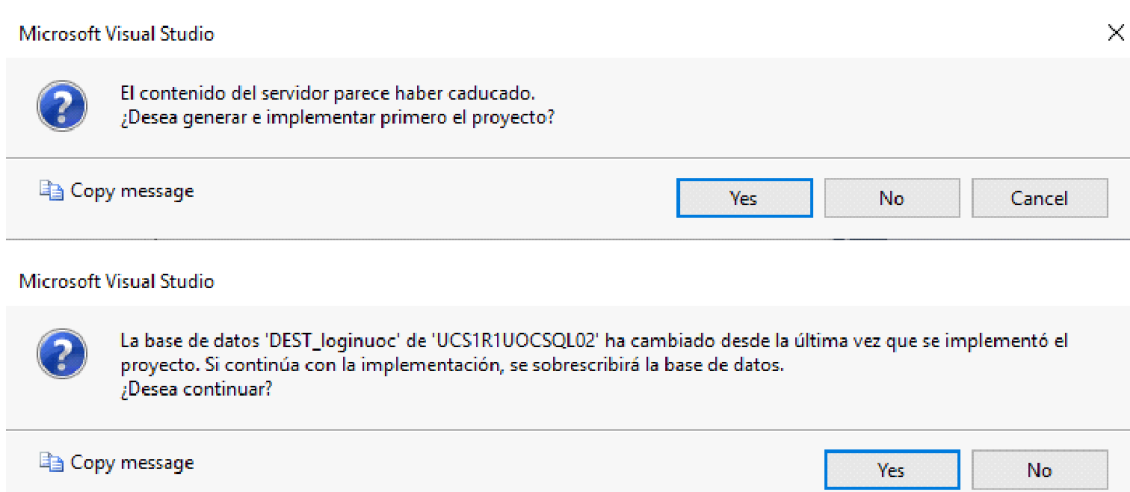 Microsoft Visual Studio
El contenido del servidor parece haber caducado.
¿Desea generar e implementar primero el proyecto?
Copy message
Yes No Cancel
Microsoft Visual Studio
La base de datos 'DEST_loginuoc' de 'UCS1R1UOCSQL02' ha cambiado desde la última vez que se implementó el
proyecto. Si continúa con la implementación, se sobrescribirá la base de datos.
¿Desea continuar?
Copy message
Yes No